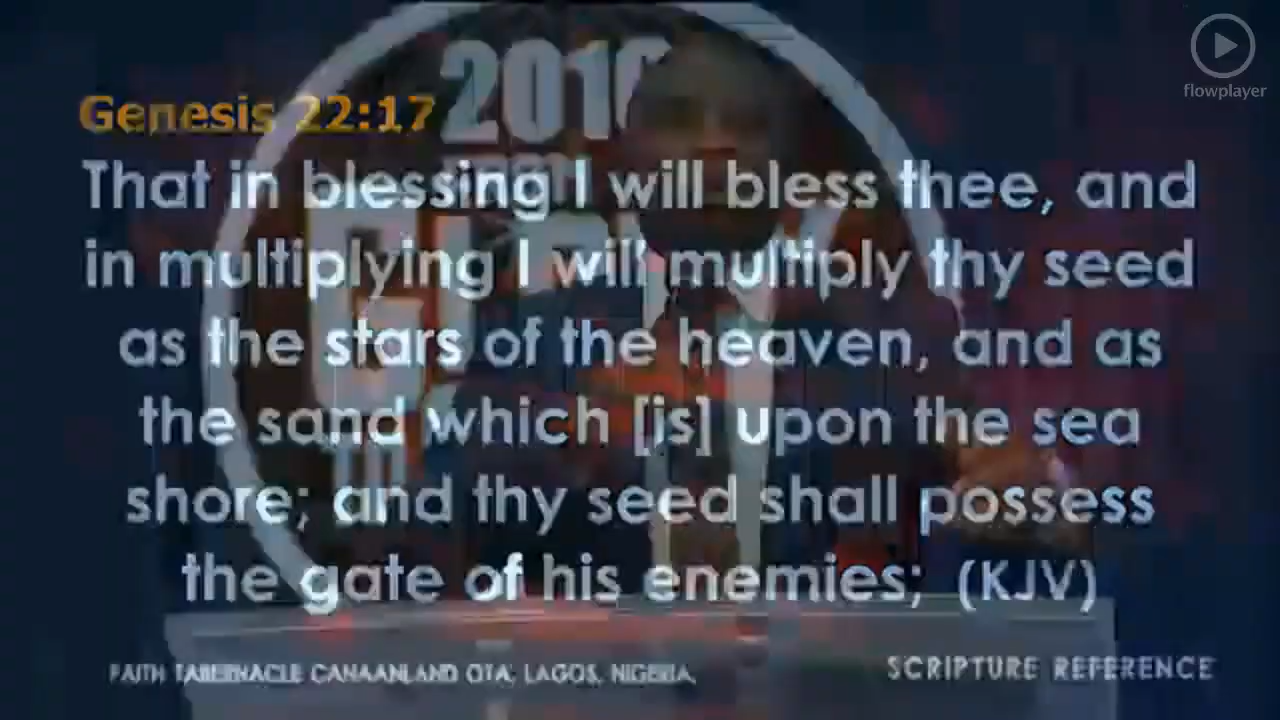 flowplayer
2016
Genesis 22:17
That in blessing I will bless thee, and
in multiplying I will multiply thy seed
as the stars of the heaven, and as
the sand which [is] upon the sea
shore; and thy seed shall possess
the gate of his enemies; (KJV)
FAITH TABERNACLE CANAANLAND OTA, LAGOS, NIGERIA,
SCRIPTURE REFERENCE